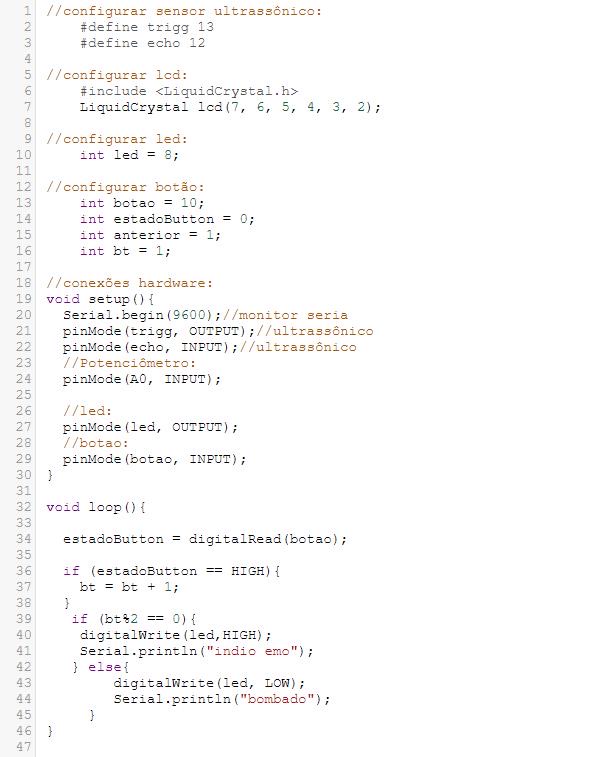 1 //configurar sensor ultrassônico:
2 #define trigg 13
3 #define echo 12
4
5 //configurar lcd:
6 #include <LiquidCrystal.h>
7 LiquidCrystal lcd(7, 6, 5, 4, 3, 2);
8
9 //configurar led:
10 int led = 8;
11
12 //configurar botão:
13 int botao = 10;
14 int estadoButton = 0;
15 int anterior = 1;
16 int bt = 1;
17
18 //conexões hardware:
19 void setup(){
20 Serial.begin(9600);//monitor seria
21 pinMode(trigg, OUTPUT);//ultrassônico
22 pinMode(echo, INPUT);//ultrassônico
23 //Potenciômetro:
24 pinMode(A0, INPUT);
25
26 //led:
27 pinMode(led, OUTPUT);
28 //botao:
29 pinMode(botao, INPUT);
30 }
31
32 void loop(){
33
34 estadoButton = digitalRead(botao);
35
36 if (estadoButton == HIGH){
37 bt = bt + 1;
38 }
39 if (bt%2 == 0){
40 digitalWrite(led,HIGH);
41 Serial.println("indio emo");
42 } else{
43 digitalWrite(led, LOW);
44 Serial.println("bombado");
45 }
46 }
47